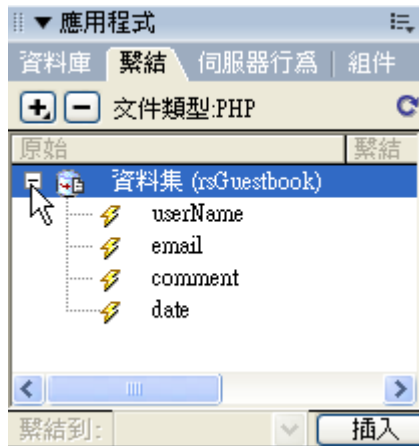 應用程式
資料庫 繫結 伺服器行為 組件
文件類型:PHP
原始 繫結
資料集 (rsGuestbook)
userName
email
comment
date
繫結到: 插入